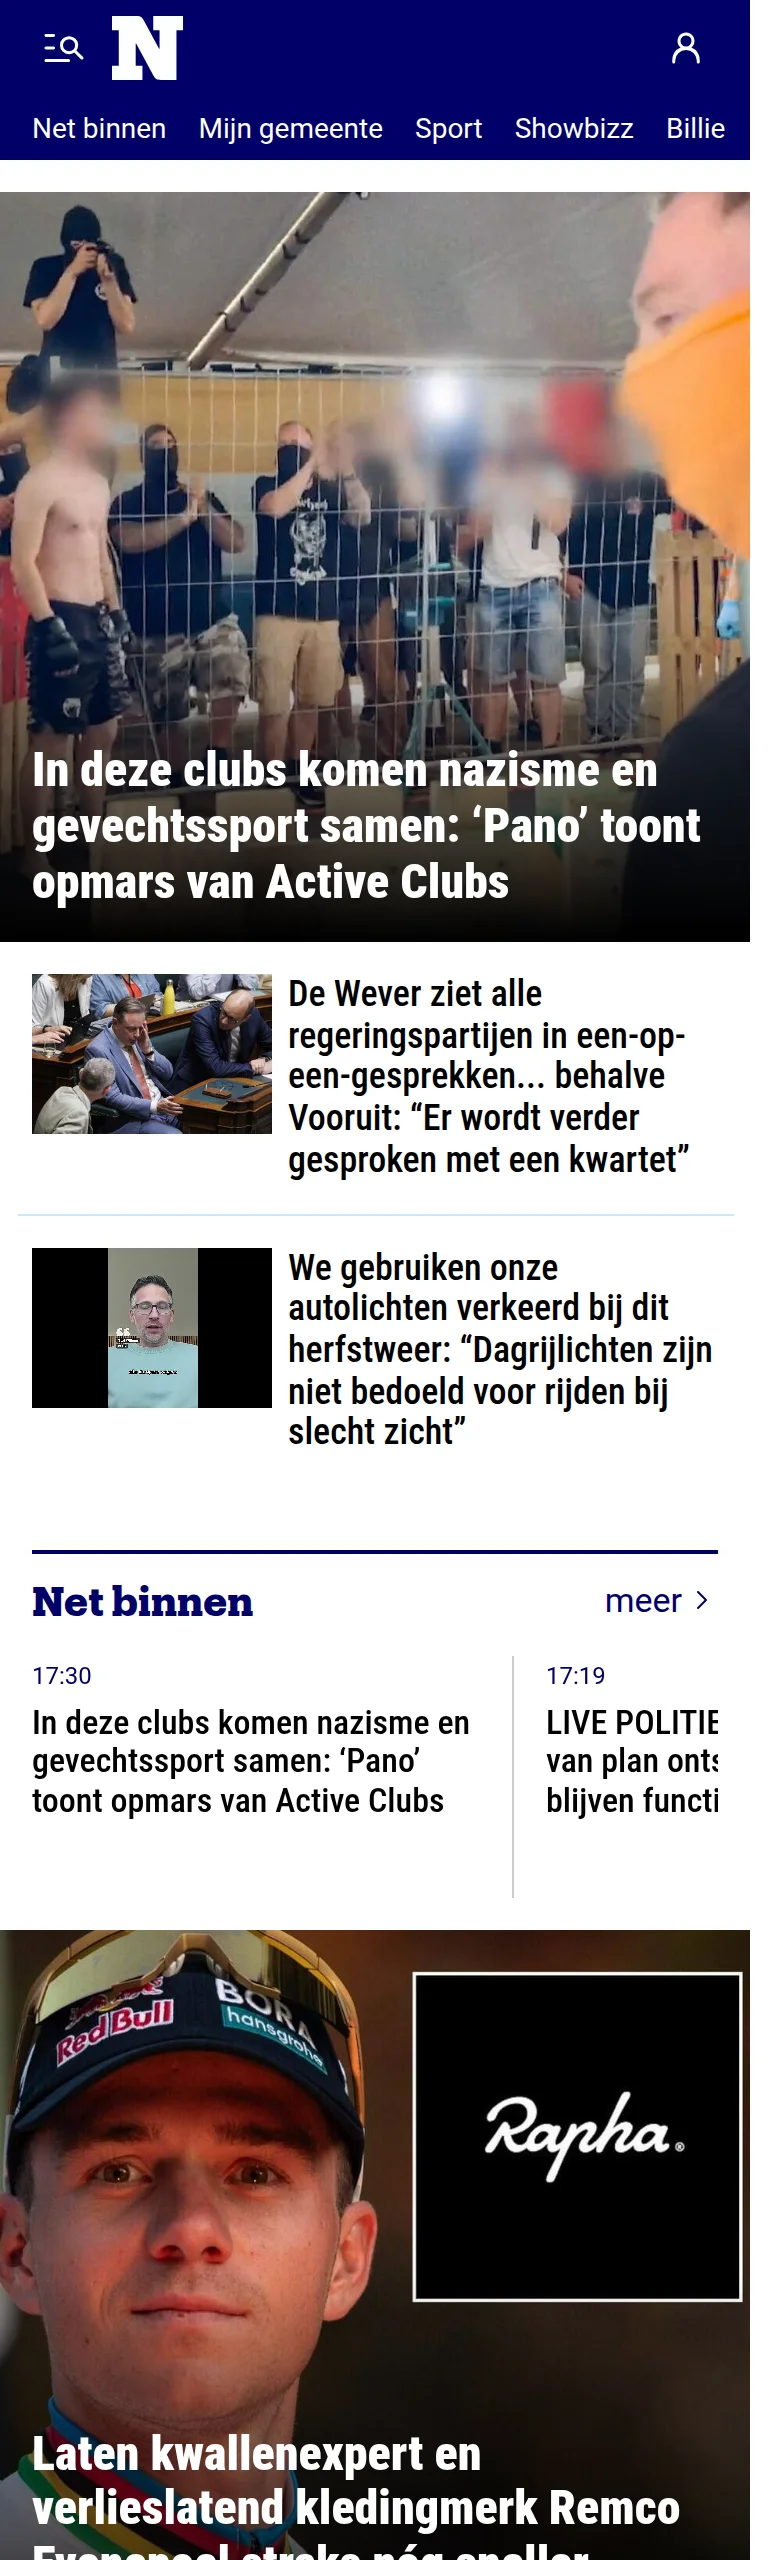 N
Net binnen Mijn gemeente Sport Showbizz Billie
In deze clubs komen nazisme en
gevechtssport samen: ‘Pano’ toont
opmars van Active Clubs
De Wever ziet alle
regeringspartijen in een-op-
een-gesprekken... behalve
Vooruit: “Er wordt verder
gesproken met een kwartet”
We gebruiken onze
autolichten verkeerd bij dit
herfstweer: “Dagrijlichten zijn
niet bedoeld voor rijden bij
slecht zicht”
Net binnen
meer
17:30
In deze clubs komen nazisme en
gevechtssport samen: ‘Pano’
toont opmars van Active Clubs
17:19
LIVE POLITIE
van plan onts
blijven functi
Red Bull
BORA
hansgrohe
Rapha®
Laten kwallenexpert en
verlieslatend kledingmerk Remco
Evenepoel straks nóg sneller